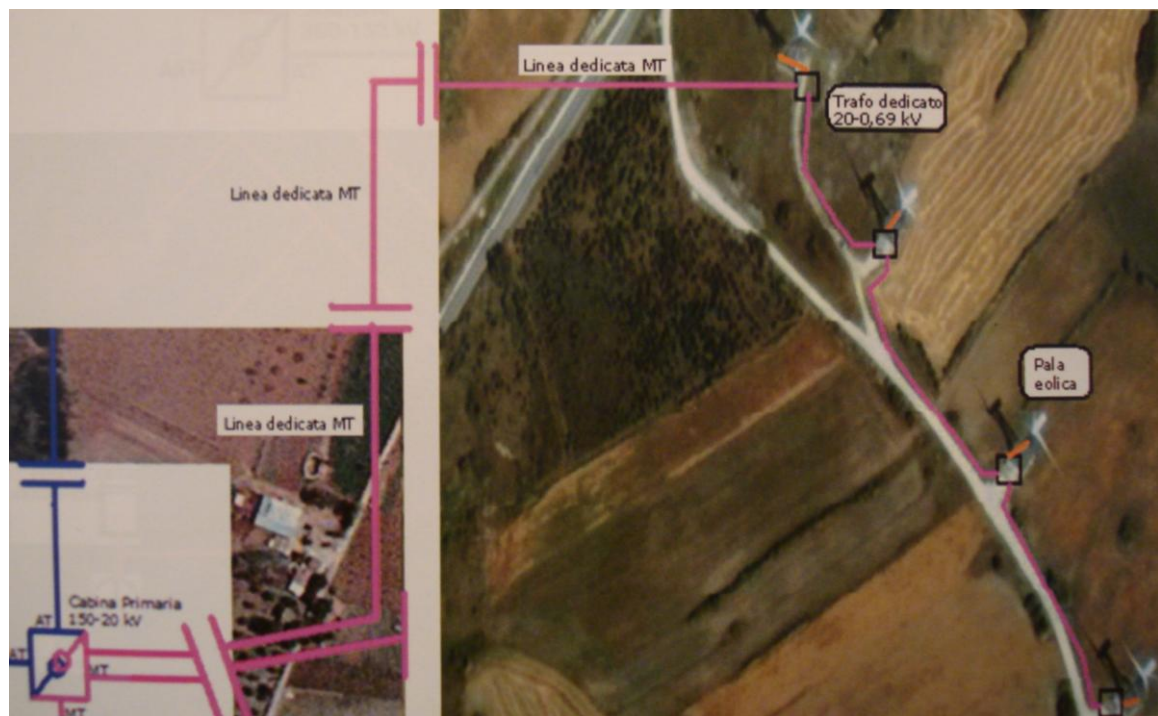 Linea dedicata MT
Trafo dedicato
20-0,69 kV
Linea dedicata MT
Pala
eolica
Linea dedicata MT
Cabina Primaria
150-20 kV
AT
AT
MT
MT